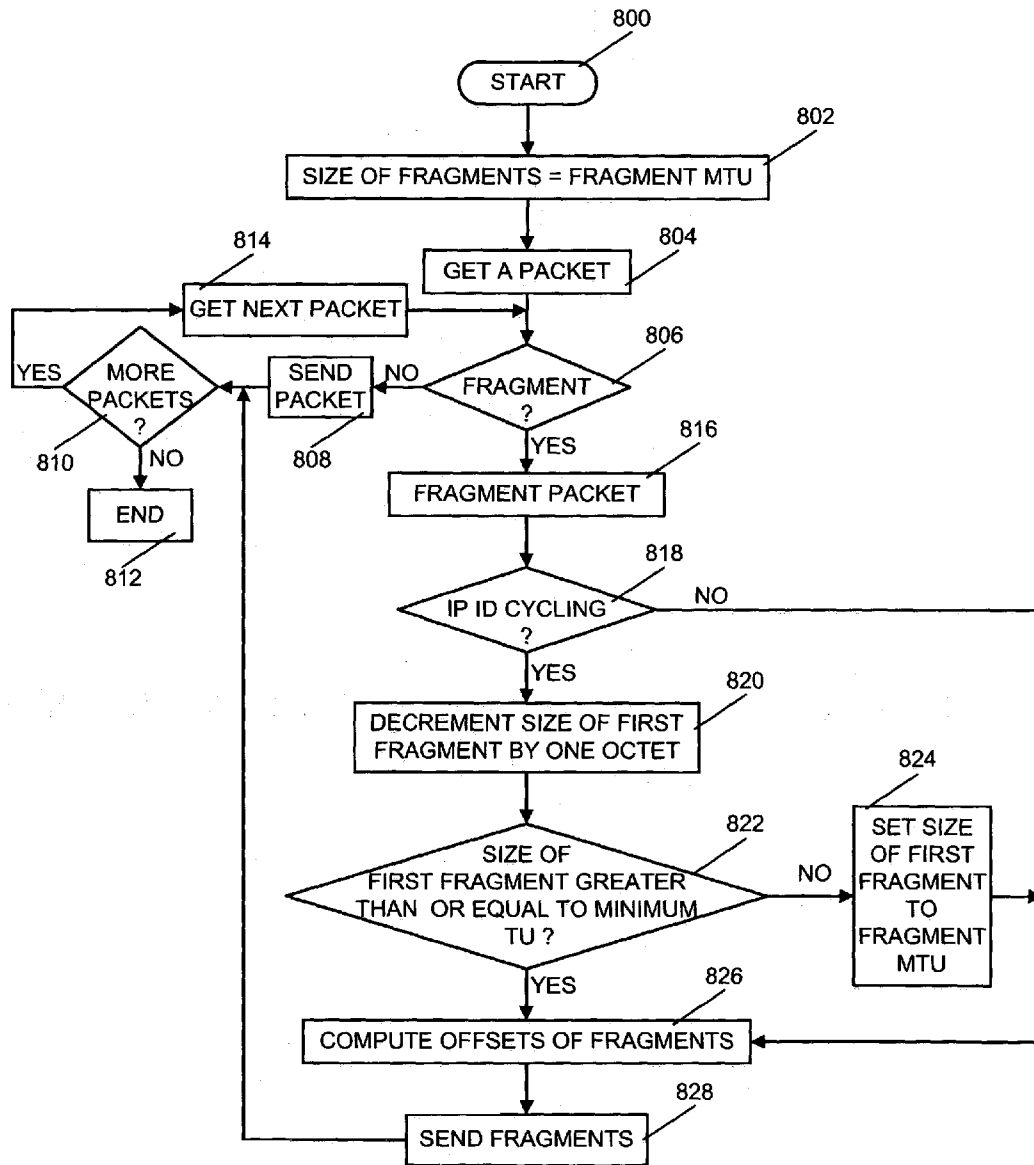 800
START
802
SIZE OF FRAGMENTS = FRAGMENT MTU
804
GET A PACKET
814
GET NEXT PACKET
806
FRAGMENT
?
NO
YES
SEND
PACKET
808
MORE
PACKETS
?
YES
810
NO
END
812
816
FRAGMENT PACKET
818
IP ID CYCLING
?
NO
YES
820
DECREMENT SIZE OF FIRST
FRAGMENT BY ONE OCTET
822
SIZE OF
FIRST FRAGMENT GREATER
THAN OR EQUAL TO MINIMUM
TU ?
NO
824
SET SIZE
OF FIRST
FRAGMENT
TO
FRAGMENT
MTU
YES
826
COMPUTE OFFSETS OF FRAGMENTS
828
SEND FRAGMENTS